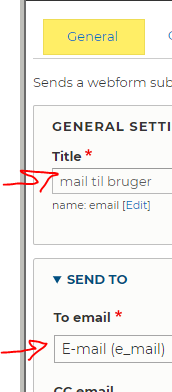 General
Sends a webform sub
GENERAL SETTI
Title *
mail til bruger
name: email [Edit]
▼ SEND TO
To email *
E-mail (e_mail)
CC email